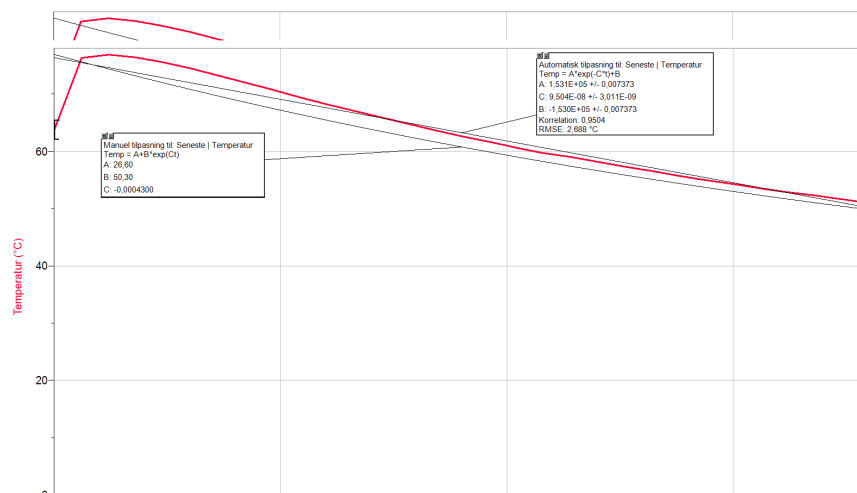 Automatisk tilpasning til: Seneste | Temperatur
Temp = A*exp(-C*t)+B
A: 1,531E+05 +/- 0,007373
C: 9,504E-08 +/- 3,011E-09
B: -1,530E+05 +/- 0,007373
Korrelation: 0,9504
RMSE: 2,688 °C
Manuel tilpasning til: Seneste | Temperatur
Temp = A+B*exp(Ct)
A: 26,60
B: 50,30
C: -0,0004300
60
40
20
Temperatur (°C)